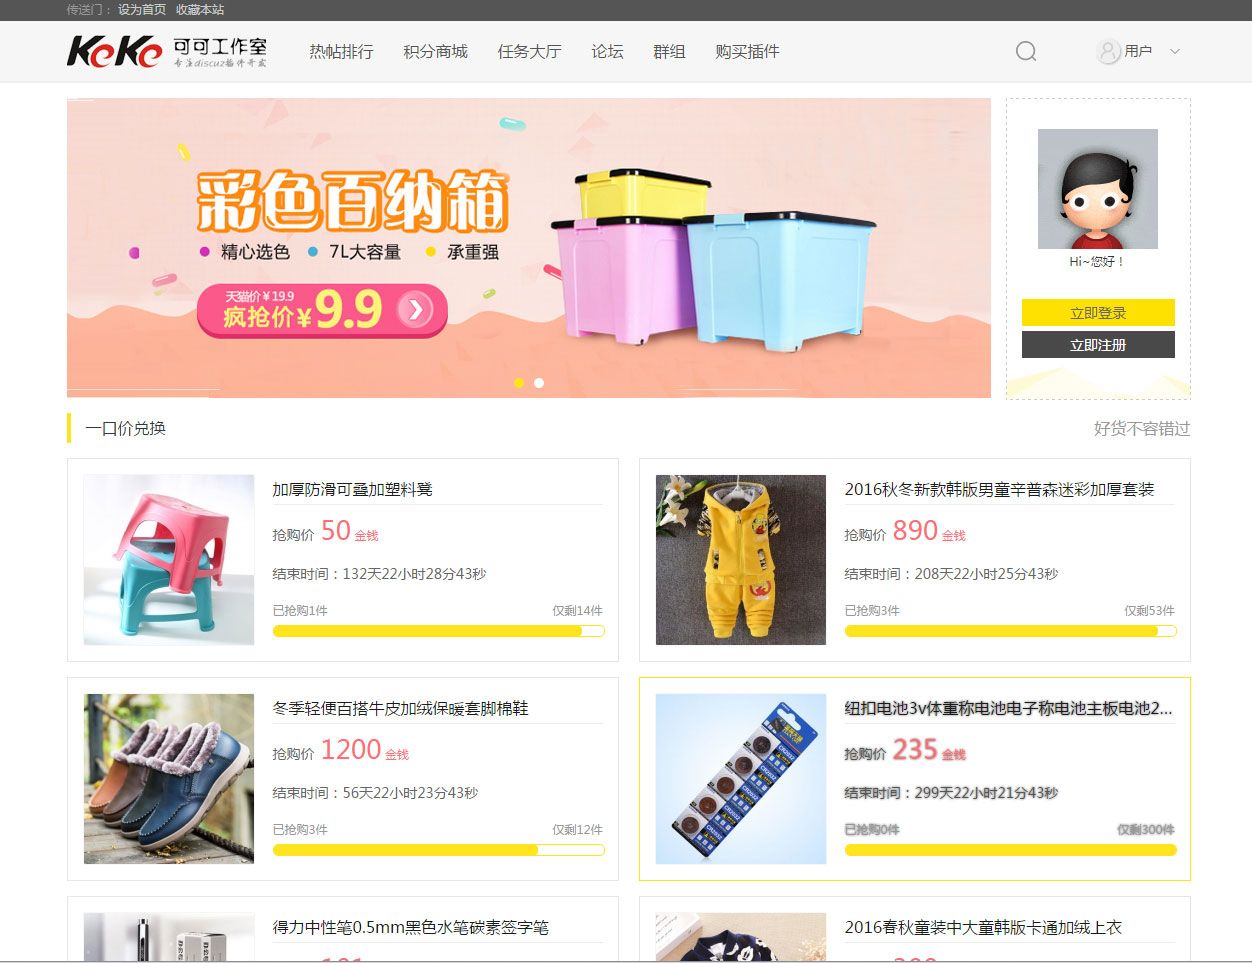 传送门： 设为首页 收藏本站
KeKe 可可工作室
专注discuz插件开发
热帖排行 积分商城 任务大厅 论坛 群组 购买插件
用户
彩色百纳箱
精心选色 7L大容量 承重强
天猫价￥19.9
疯抢价￥9.9
Hi~您好！
立即登录
立即注册
一口价兑换
好货不容错过
加厚防滑可叠加塑料凳
抢购价 50 金钱
结束时间：132天22小时28分43秒
已抢购1件 仅剩14件
2016秋冬新款韩版男童辛普森迷彩加厚套装
抢购价 890 金钱
结束时间：208天22小时25分43秒
已抢购3件 仅剩53件
冬季轻便百搭牛皮加绒保暖套脚棉鞋
抢购价 1200 金钱
结束时间：56天22小时23分43秒
已抢购3件 仅剩12件
纽扣电池3v体重称电池电子称电池主板电池2...
抢购价 235 金钱
结束时间：299天22小时21分43秒
已抢购0件 仅剩300件
CR2032
CR2032
CR2032
CR2032
CR2032
得力中性笔0.5mm黑色水笔碳素签字笔
2016春秋童装中大童韩版卡通加绒上衣